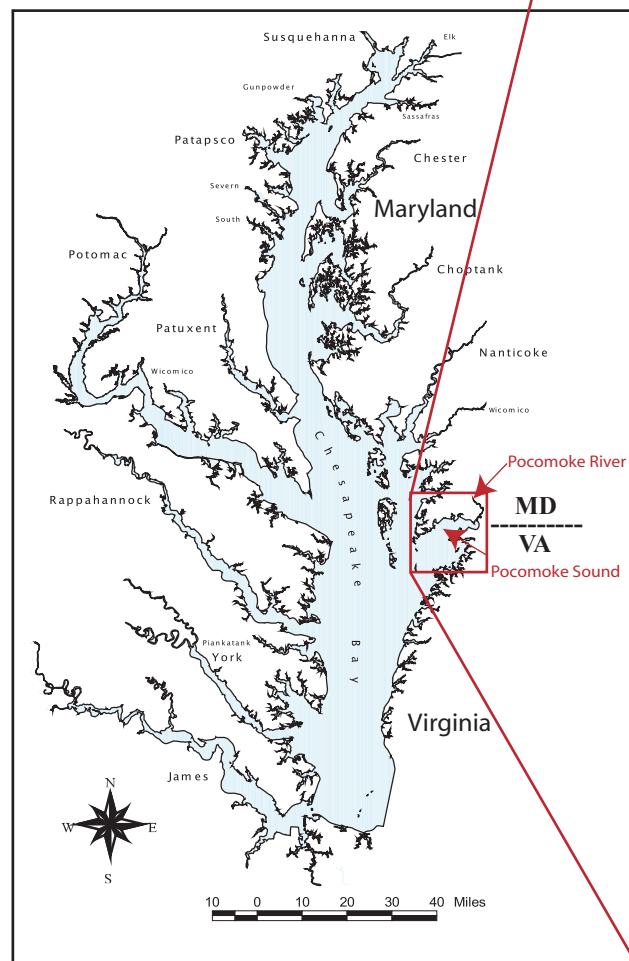 Susquehanna
Elk
Gunpowder
Sassafras
Patapsco
Chester
Severn
Maryland
South
Potomac
Choptank
Patuxent
Nanticoke
Wicomico
Wicomico
Chesapeake Bay
Pocomoke River
Rappahannock
MD
VA
Pocomoke Sound
Piankatank
York
Virginia
James
N
W E
S
10 0 10 20 30 40 Miles